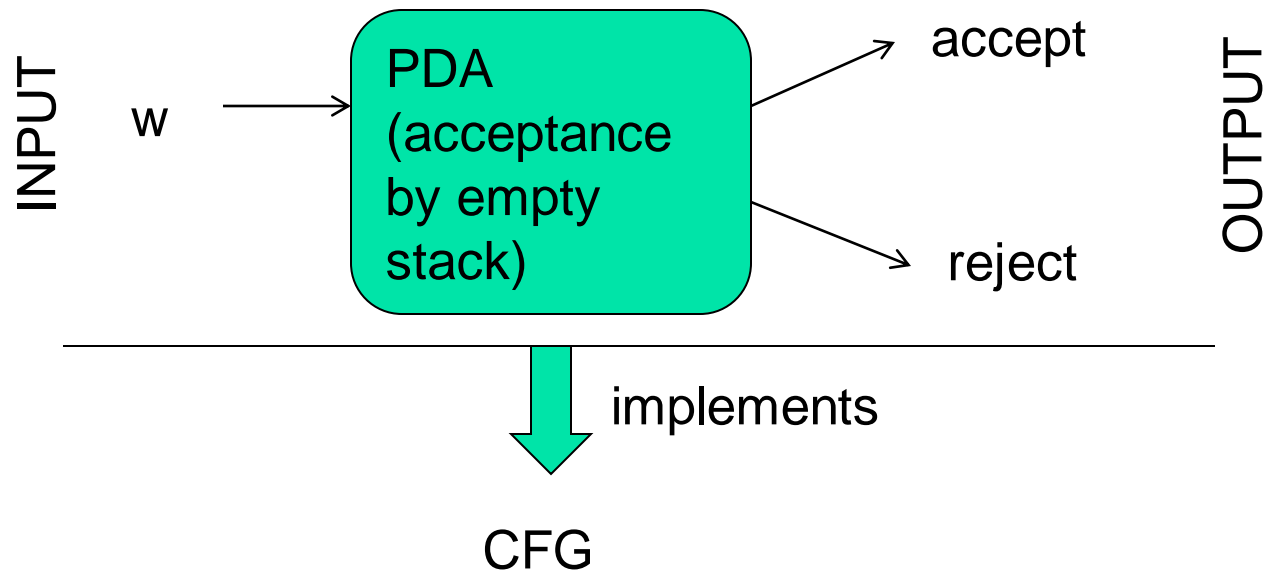 INPUT
w
PDA
(acceptance
by empty
stack)
accept
reject
OUTPUT
implements
CFG